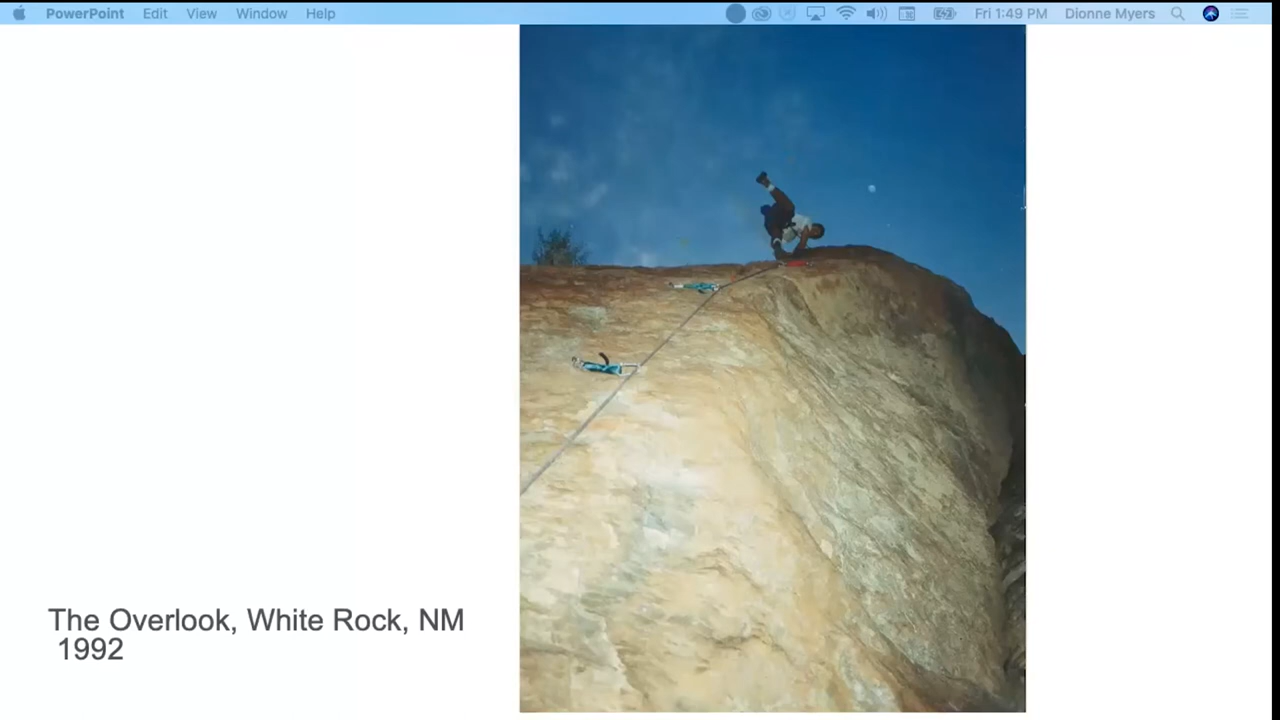 PowerPoint Edit View Window Help Fri 1:49 PM Dionne Myers
The Overlook, White Rock, NM
1992